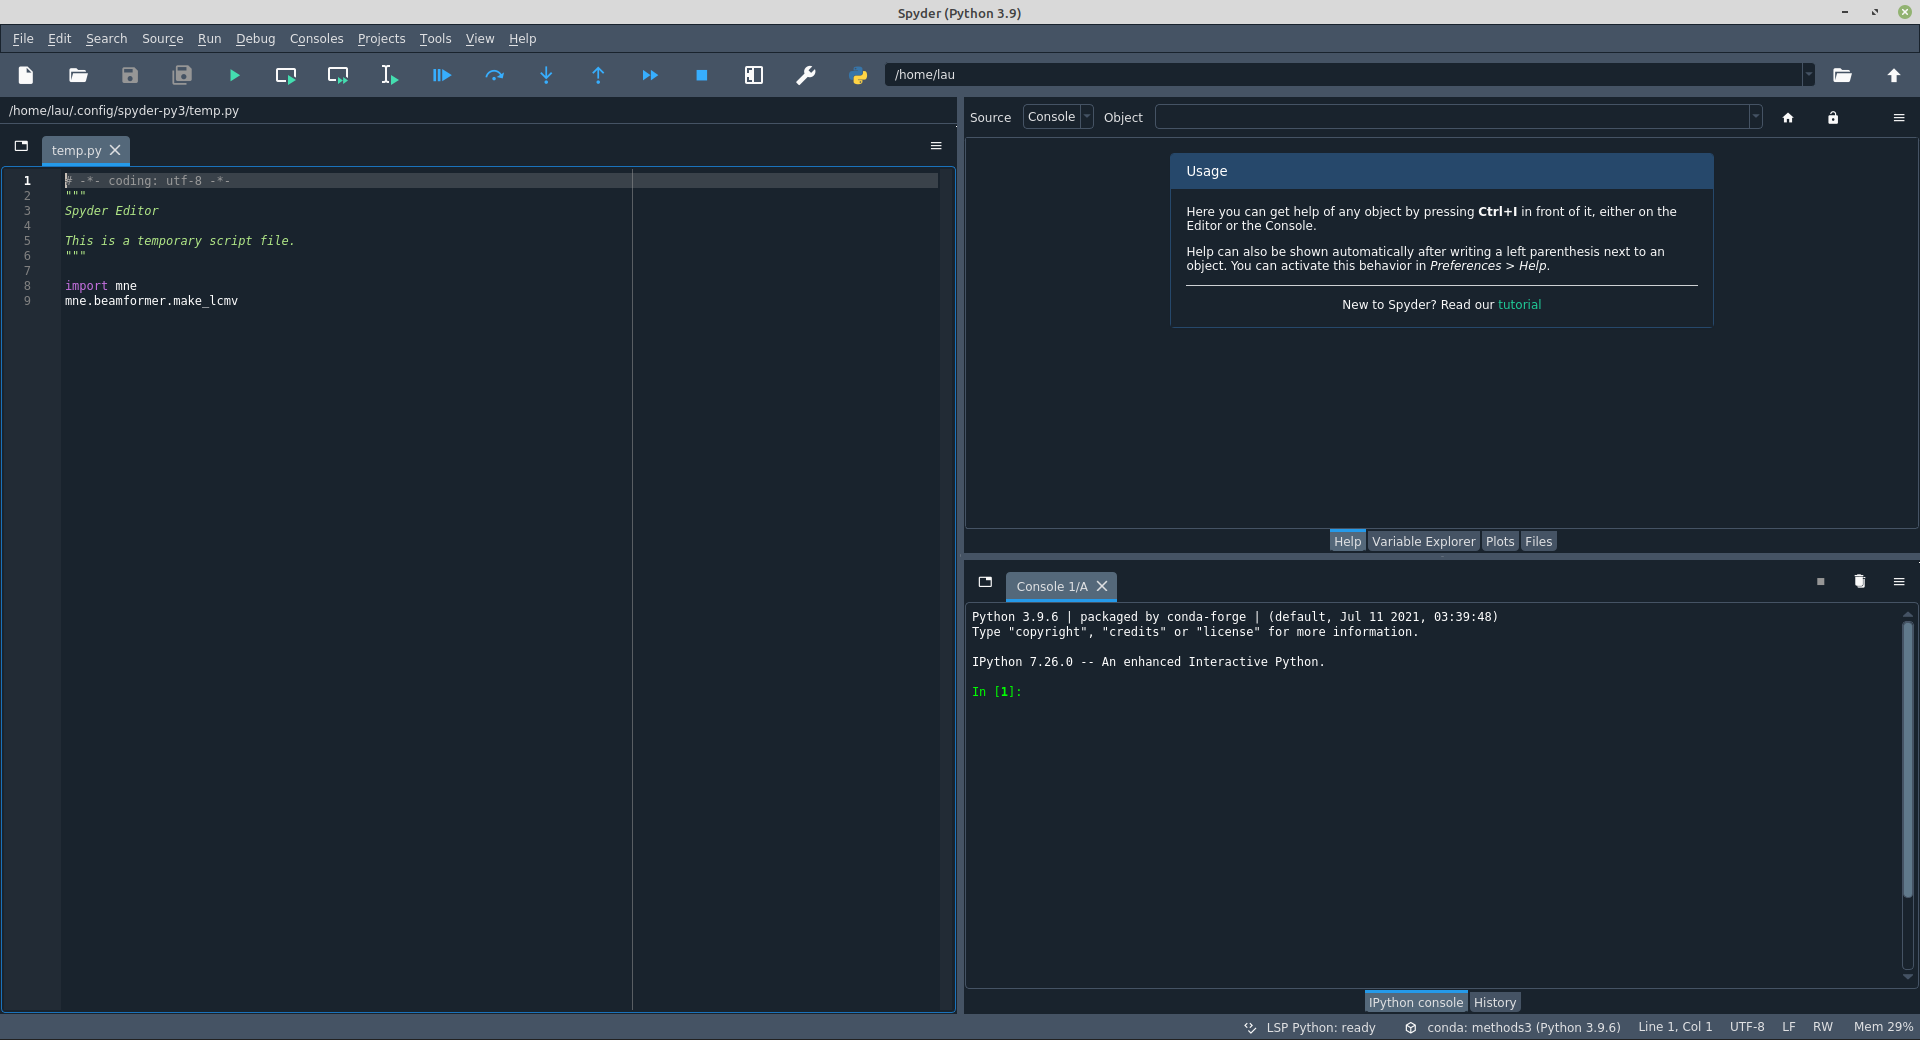 Spyder (Python 3.9)
File Edit Search Source Run Debug Consoles Projects Tools View Help
/home/lau
/home/lau/.config/spyder-py3/temp.py
temp.py
1 # -*- coding: utf-8 -*-
2 """
3 Spyder Editor
4
5 This is a temporary script file.
6 """
7
8 import mne
9 mne.beamformer.make_lcmv
Source Console Object
Usage
Here you can get help of any object by pressing Ctrl+I in front of it, either on the
Editor or the Console.
Help can also be shown automatically after writing a left parenthesis next to an
object. You can activate this behavior in Preferences > Help.
New to Spyder? Read our tutorial
Help Variable Explorer Plots Files
Console 1/A
Python 3.9.6 | packaged by conda-forge | (default, Jul 11 2021, 03:39:48)
Type "copyright", "credits" or "license" for more information.
IPython 7.26.0 -- An enhanced Interactive Python.
In [1]:
IPython console History
LSP Python: ready conda: methods3 (Python 3.9.6) Line 1, Col 1 UTF-8 LF RW Mem 29%